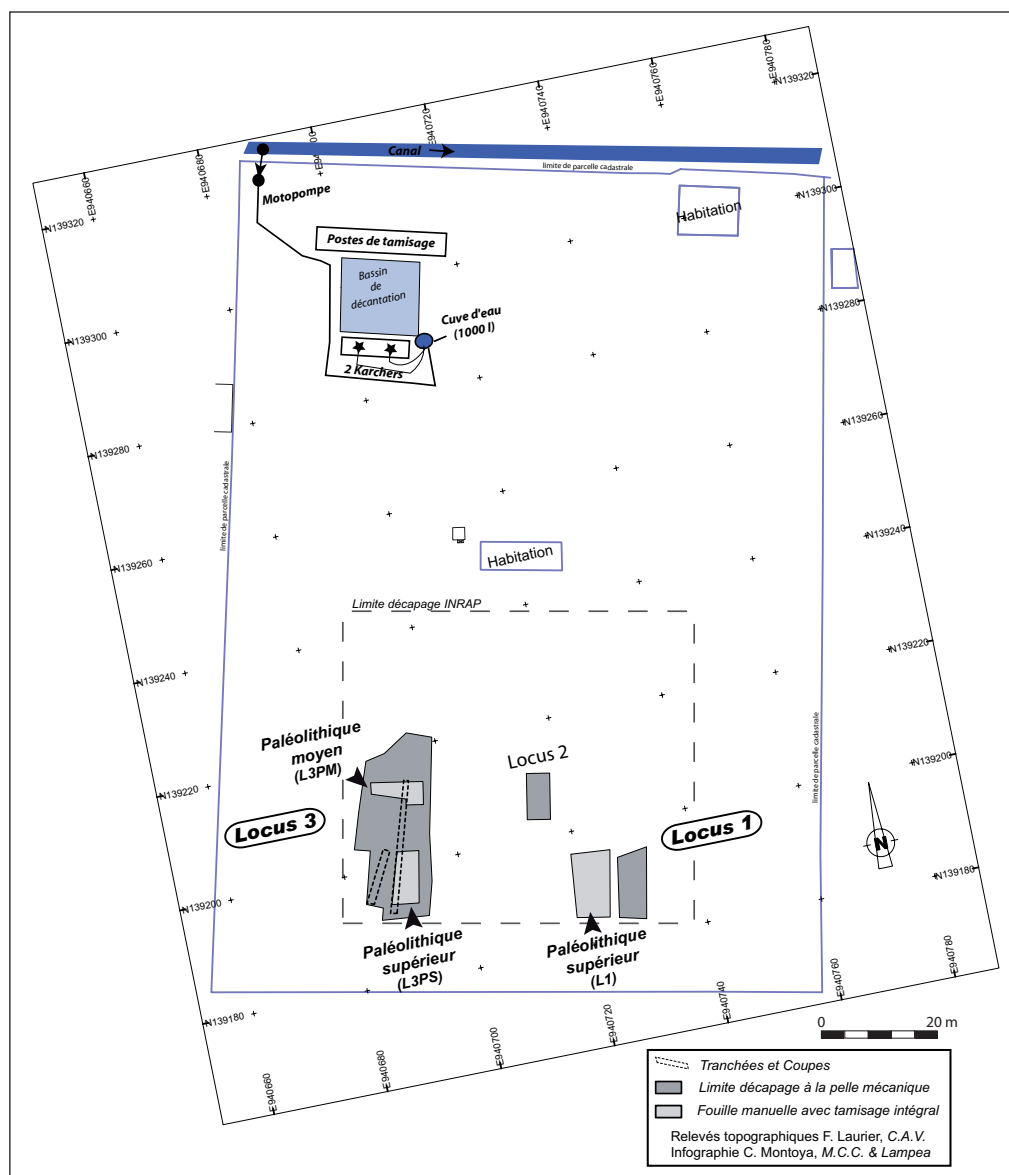 E940780
N139320
E940760
E940740
E940720
E940680
E940660
N139320
Canal
limite de parcelle cadastrale
N139300
Motopompe
Habitation
Postes de tamisage
Bassin
de
décantation
N139280
Cuve d'eau
(1000 l)
N139300
2 Karchers
N139260
limite de parcelle cadastrale
N139280
N139240
Habitation
N139260
Limite décapage INRAP
N139220
N139240
Paléolithique
moyen
(L3PM)
Locus 2
limite de parcelle cadastrale
N139200
N139220
Locus 3
Locus 1
N
N139180
N139200
Paléolithique
supérieur
(L3PS)
Paléolithique
supérieur
(L1)
E940780
E940760
E940740
N139180
E940720
E940700
E940680
E940660
0 20 m
Tranchées et Coupes
Limite décapage à la pelle mécanique
Fouille manuelle avec tamisage intégral
Relevés topographiques F. Laurier, C.A.V.
Infographie C. Montoya, M.C.C. & Lampea